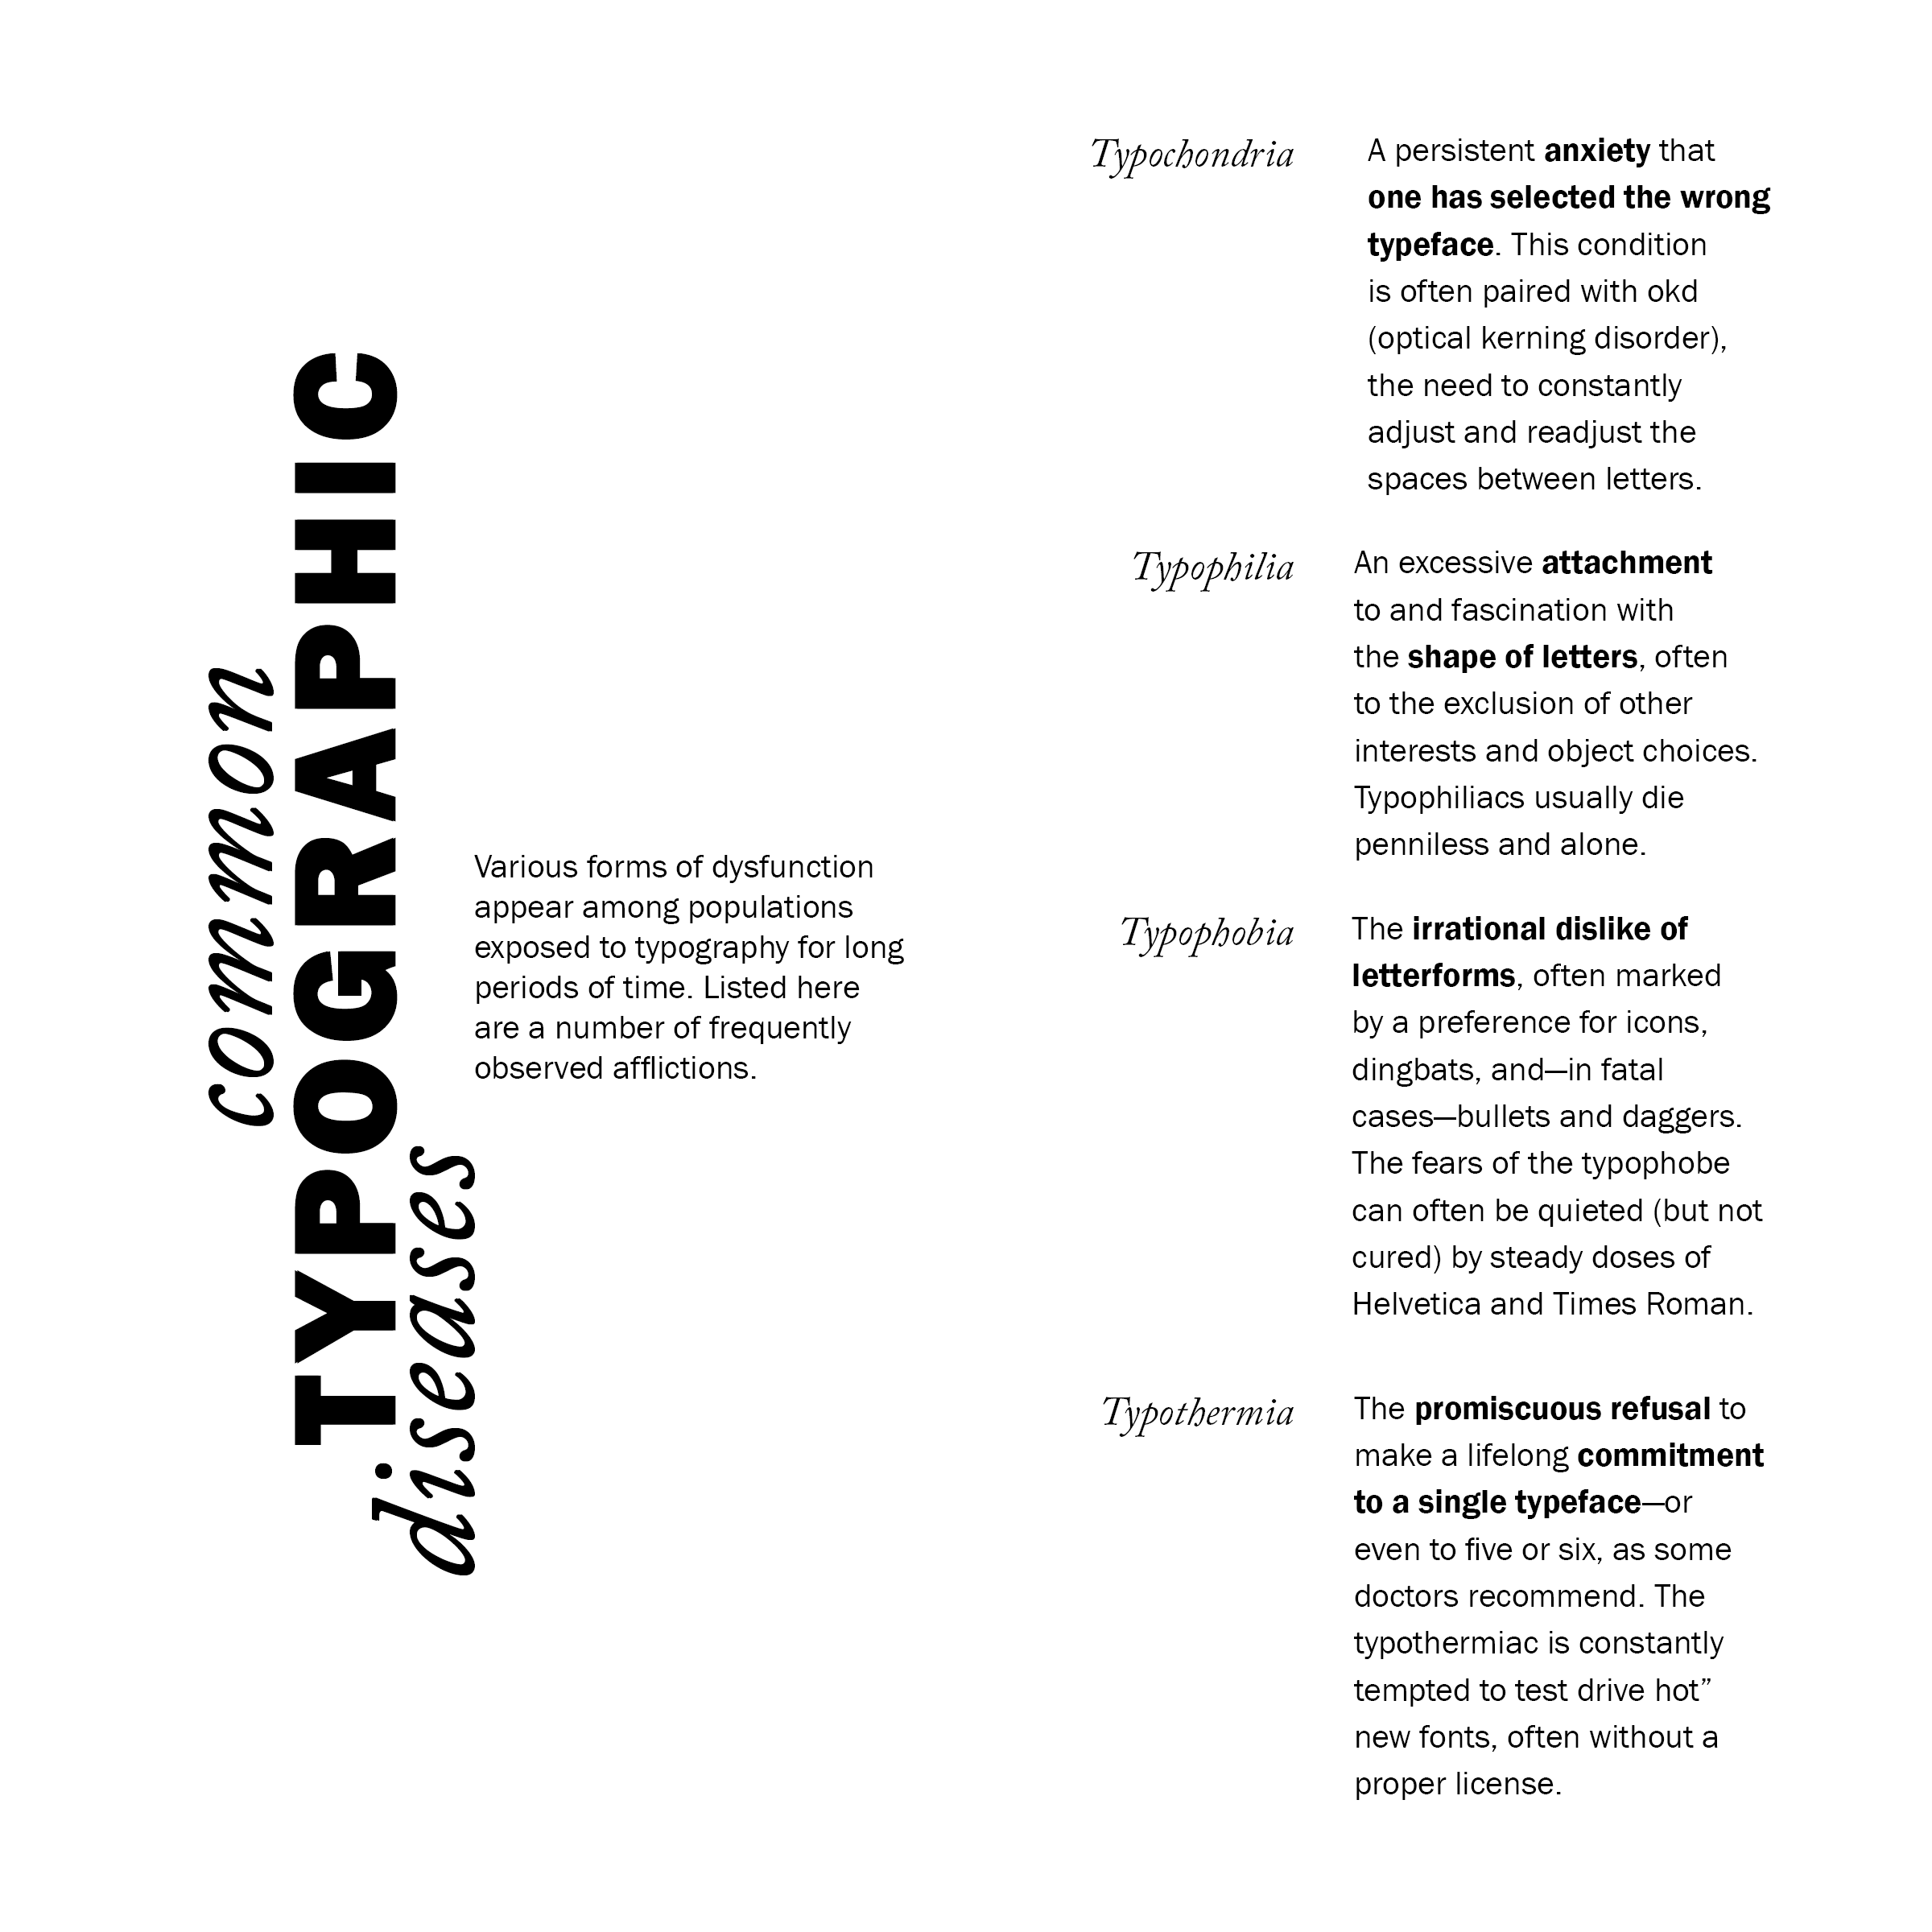 common
TYPOGRAPHIC
diseases
Various forms of dysfunction
appear among populations
exposed to typography for long
periods of time. Listed here
are a number of frequently
observed afflictions.
Typochondria
A persistent anxiety that
one has selected the wrong
typeface. This condition
is often paired with okd
(optical kerning disorder),
the need to constantly
adjust and readjust the
spaces between letters.
Typophilia
An excessive attachment
to and fascination with
the shape of letters, often
to the exclusion of other
interests and object choices.
Typophiliacs usually die
penniless and alone.
Typophobia
The irrational dislike of
letterforms, often marked
by a preference for icons,
dingbats, and—in fatal
cases—bullets and daggers.
The fears of the typophobe
can often be quieted (but not
cured) by steady doses of
Helvetica and Times Roman.
Typothermia
The promiscuous refusal to
make a lifelong commitment
to a single typeface—or
even to five or six, as some
doctors recommend. The
typothermiac is constantly
tempted to test drive hot”
new fonts, often without a
proper license.